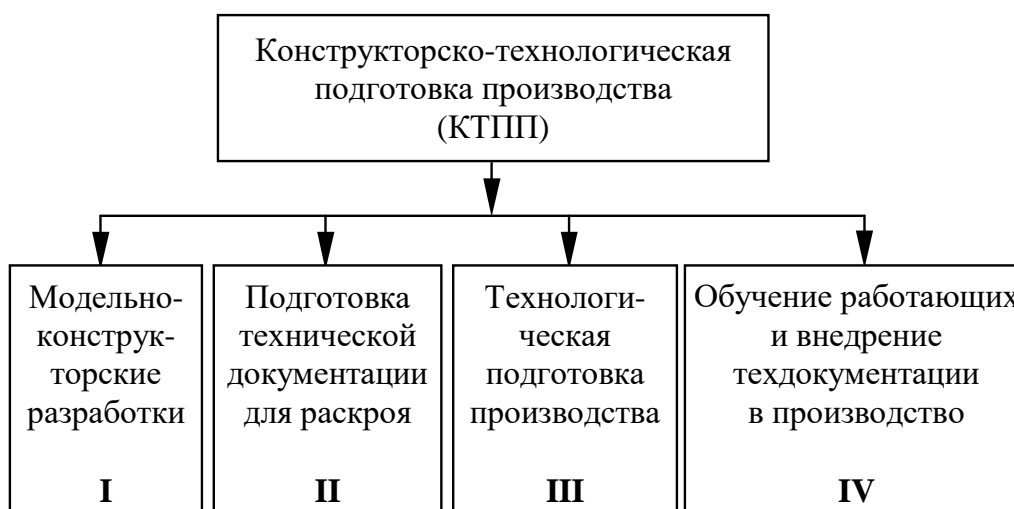 Конструкторско-технологическая
подготовка производства
(КТПП)
Модельно-
конструк-
торские
разработки
I
Подготовка
технической
документации
для раскроя
II
Технологи-
ческая
подготовка
производства
III
Обучение работающих
и внедрение
техдокументации
в производство
IV